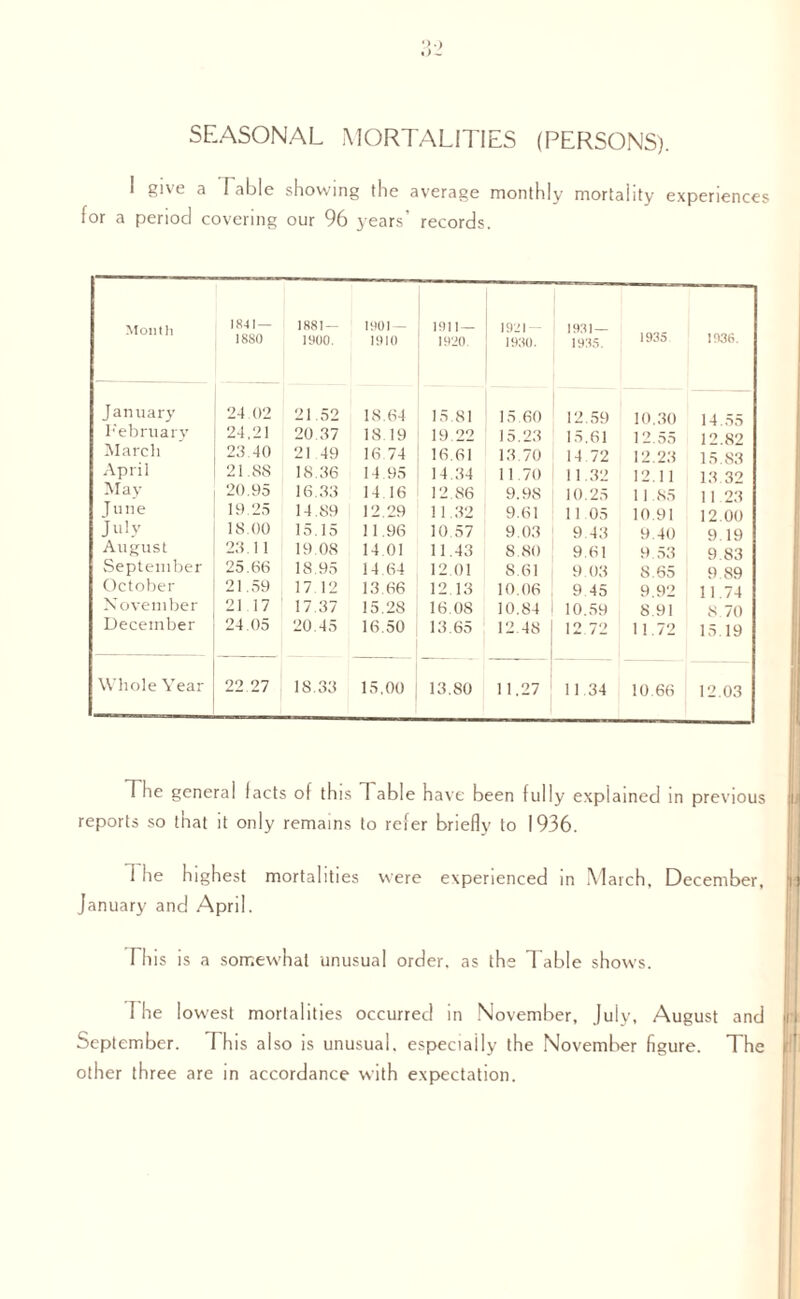 32
SEASONAL MORTALITIES (PERSONS).
I give a Table showing the average monthly mortality experiences
for a period covering our 96 years' records.
Month 1841—1880 1881—1900. 1901—1910 1911—1920. 1921—1930. 1931—1935. 1935 1936.
January 24.02 21.52 18.64 15.81 15.60 12.59 10.30 14.55
February 24.21 20.37 18.19 19.22 15.23 15.61 12.55 12.82
March 23.40 21.49 16.74 16.61 13.70 14.72 12.23 15.83
April 21.88 18.36 14.95 14.34 11.70 11.32 12.11 13.32
May 20.95 16.33 14.16 12.86 9.98 10.25 11.85 11.23
June 19.25 14.89 12.29 11.32 9.61 11.05 10.91 12.00
July 18.00 15.15 11.96 10.57 9.03 9.43 9.40 9.19
August 23.11 19.08 14.01 11.43 8.80 9.61 9.53 9.83
September 25.66 18.95 14.64 12.01 8.61 9.03 8.65 9.89
October 21.59 17.12 13.66 12.13 10.06 9.45 9.92 11.74
November 21.17 17.37 15.28 16.08 10.84 10.59 8.91 8.70
December 24.05 20.45 16.50 13.65 12.48 12.72 11.72 15.19
Whole Year 22.27 18.33 15.00 13.80 11.27 11.34 10.66 12.03
The general facts of this Table have been fully explained in previous
reports so that it only remains to refer briefly to 1936.
The highest mortalities were experienced in March, December,
January and April.
This is a somewhat unusual order, as the Table shows.
The lowest mortalities occurred in November, July, August and
September. This also is unusual, especially the November figure. The
other three are in accordance with expectation.